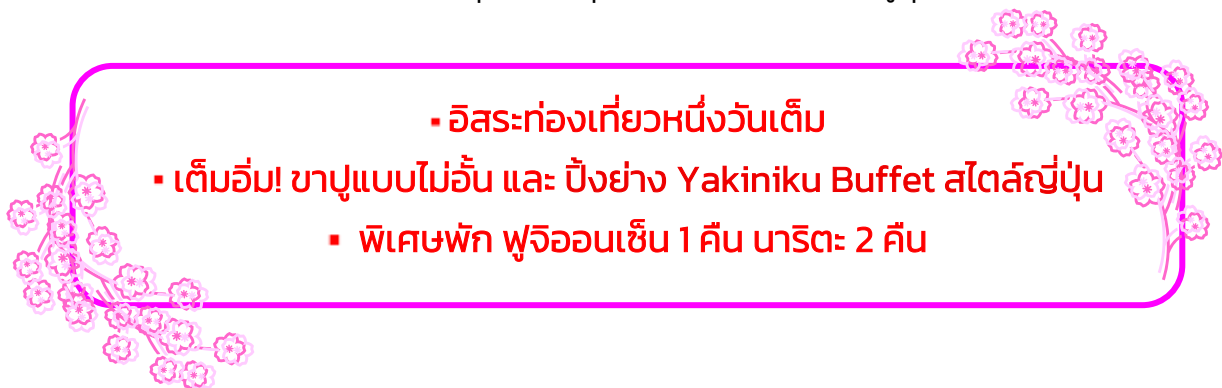 ▪ อิสระท่องเที่ยวหนึ่งวันเต็ม
▪ เต็มอิ่ม! ขาปูแบบไม่อั้น และ ปิ้งย่าง Yakiniku Buffet สไตล์ญี่ปุ่น
▪ พิเศษพัก ฟูจิออนเซ็น 1 คืน นาริตะ 2 คืน